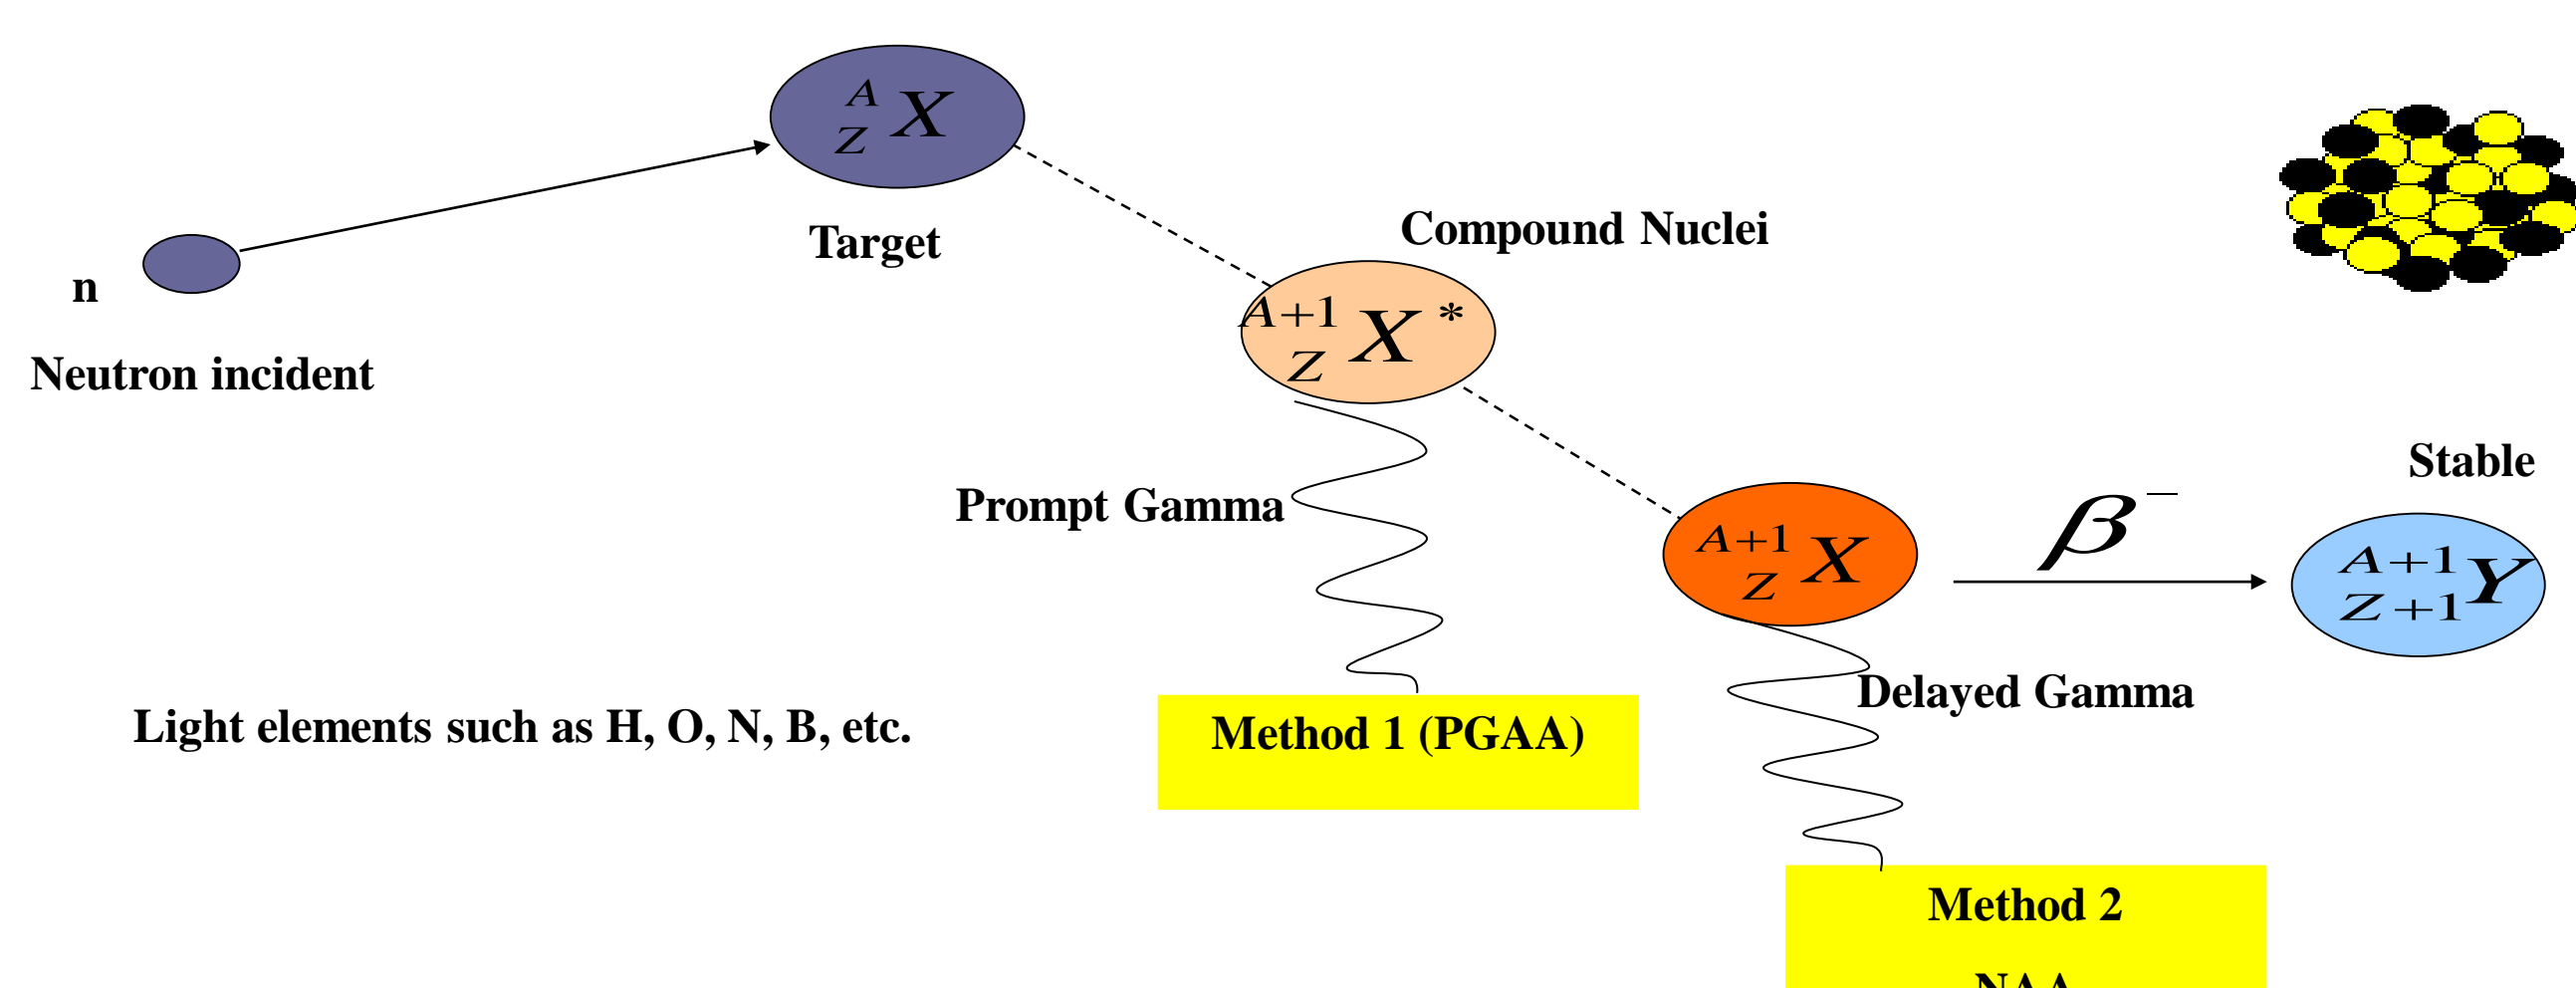 A
Z X
Target
n
Neutron incident
Compound Nuclei
A+1
Z X *
Prompt Gamma
A+1
Z X
β −
Stable
A+1
Z+1 Y
Delayed Gamma
Light elements such as H, O, N, B, etc.
Method 1 (PGAA)
Method 2
NAA
H